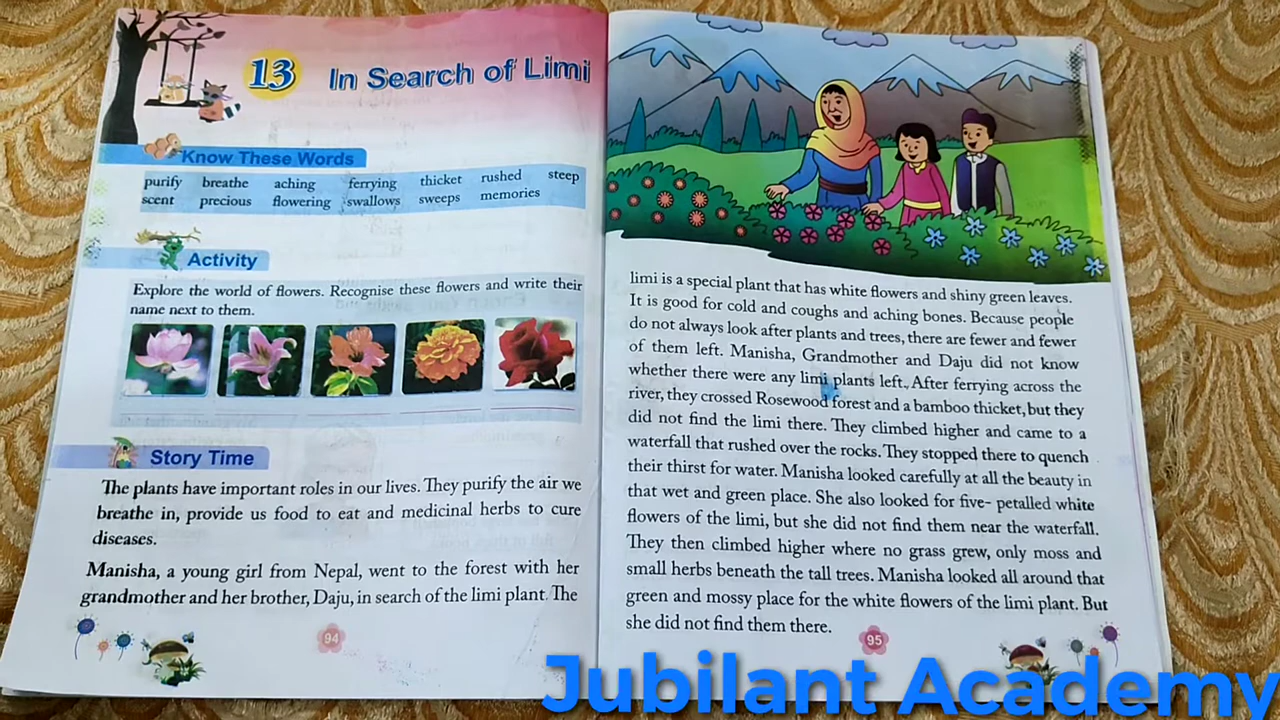 13 In Search of Limi
Know These Words
purify breathe aching ferrying thicket rushed steep
scent precious flowering swallows sweeps memories
Activity
Explore the world of flowers. Recognise these flowers and write their
name next to them.
Story Time
The plants have important roles in our lives. They purify the air we
breathe in, provide us food to eat and medicinal herbs to cure
diseases.
Manisha, a young girl from Nepal, went to the forest with her
grandmother and her brother, Daju, in search of the limi plant. The
94
limi is a special plant that has white flowers and shiny green leaves.
It is good for cold and coughs and aching bones. Because people
do not always look after plants and trees, there are fewer and fewer
of them left. Manisha, Grandmother and Daju did not know
whether there were any limi plants left. After ferrying across the
river, they crossed Rosewood forest and a bamboo thicket, but they
did not find the limi there. They climbed higher and came to a
waterfall that rushed over the rocks. They stopped there to quench
their thirst for water. Manisha looked carefully at all the beauty in
that wet and green place. She also looked for five- petalled white
flowers of the limi, but she did not find them near the waterfall.
They then climbed higher where no grass grew, only moss and
small herbs beneath the tall trees. Manisha looked all around that
green and mossy place for the white flowers of the limi plant. But
she did not find them there.
95
Jubilant Academy